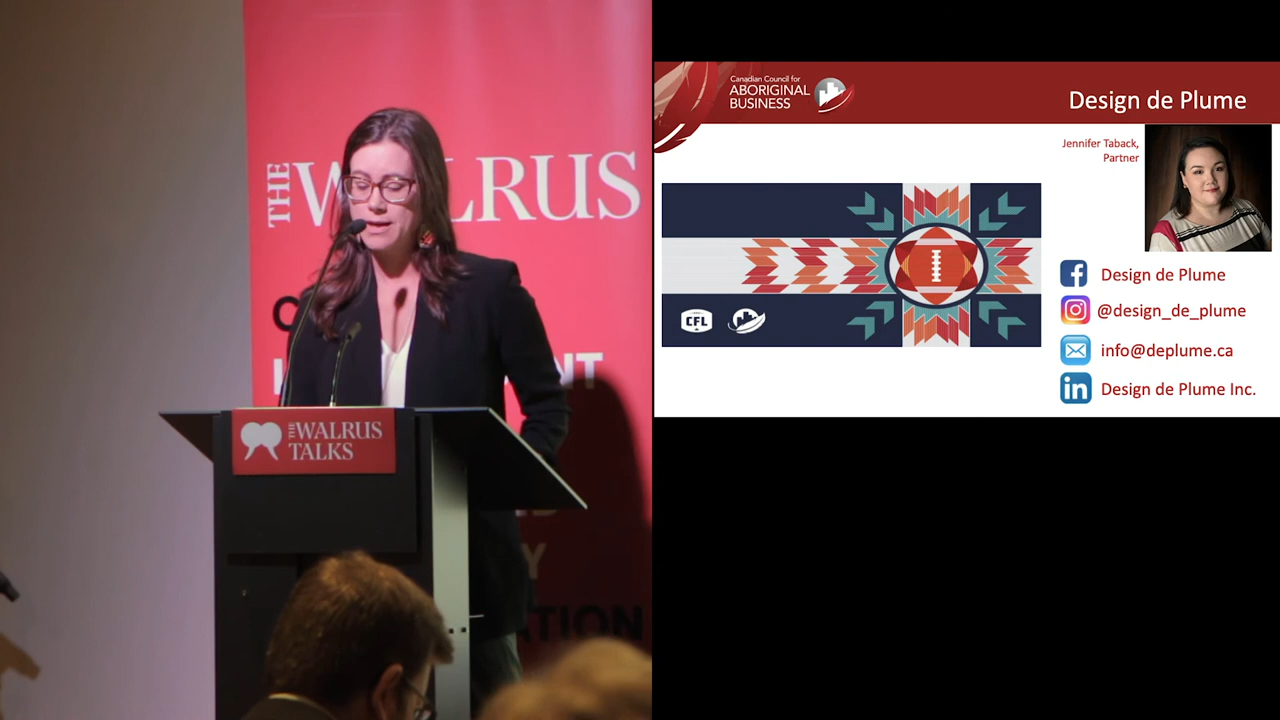 THE WALRUS
THE WALRUS
TALKS
ATION
Canadian Council for
ABORIGINAL
BUSINESS
Design de Plume
Jennifer Taback,
Partner
CFL
Design de Plume
@design_de_plume
info@deplume.ca
Design de Plume Inc.